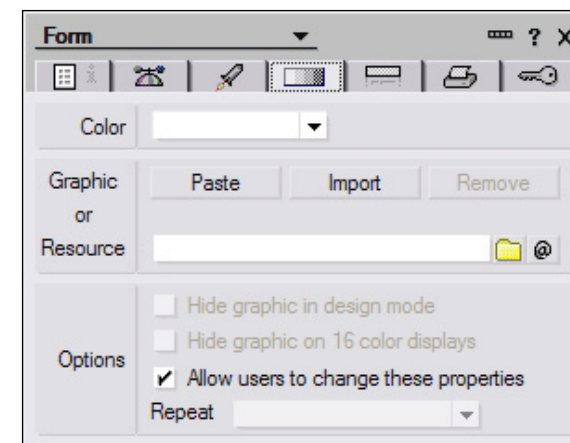 Form ?
i
Color
Graphic or Resource
Paste Import Remove
@
Options
Hide graphic in design mode
Hide graphic on 16 color displays
Allow users to change these properties
Repeat